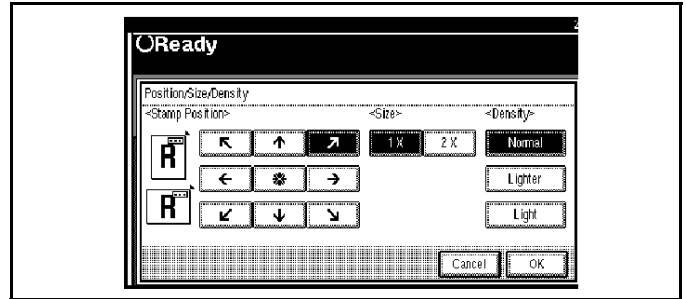 Ready
Position/Size/Density
<Stamp Position> <Size> <Density>
R 1 X 2 X Normal
Lighter
R Light
Cancel OK